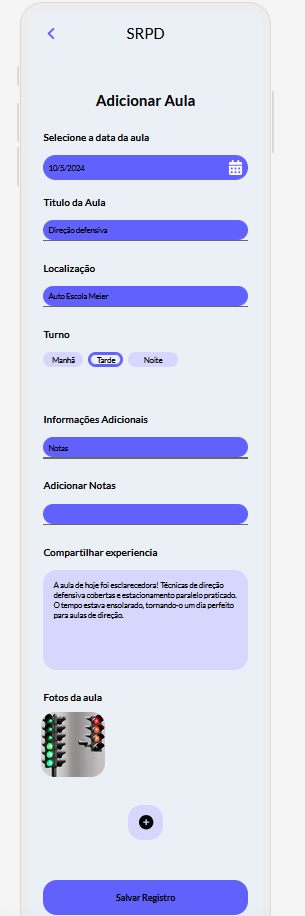 SRPD
Adicionar Aula
Selecione a data da aula
10/5/2024
Titulo da Aula
Direção defensiva
Localização
Auto Escola Meier
Turno
Manhã Tarde Noite
Informações Adicionais
Notas
Adicionar Notas
Compartilhar experiencia
A aula de hoje foi esclarecedora! Técnicas de direção
defensiva cobertas e estacionamento paralelo praticado.
O tempo estava ensolarado, tornando-o um dia perfeito
para aulas de direção.
Fotos da aula
Salvar Registro